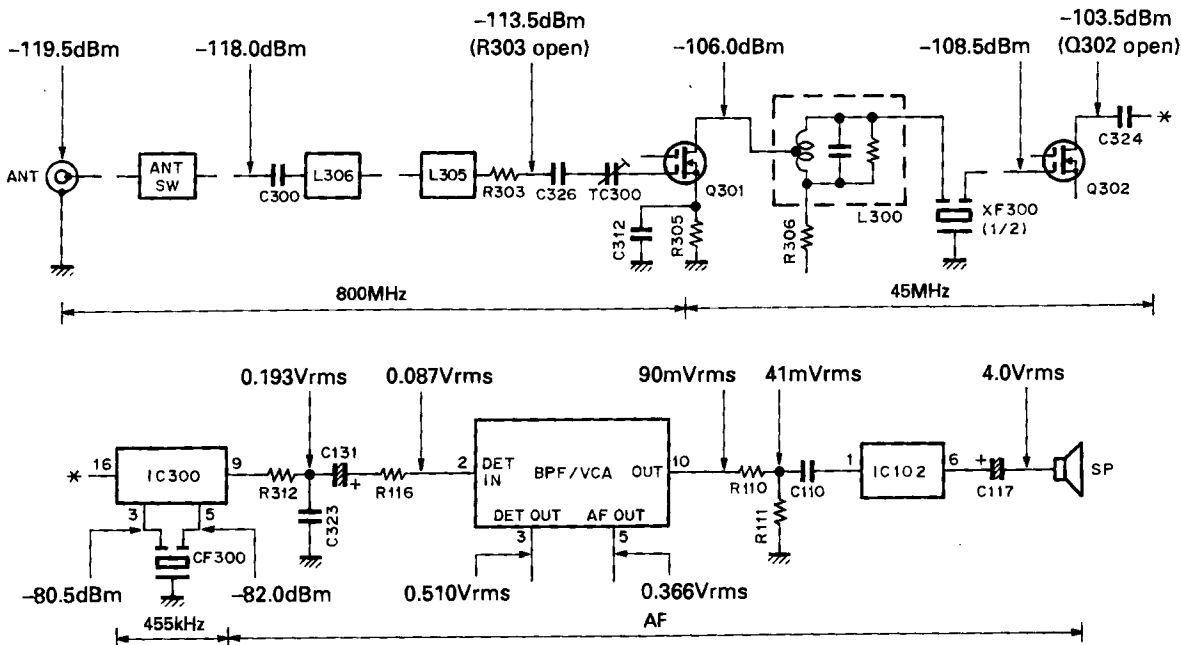 -119.5dBm
-118.0dBm
-113.5dBm
(R303 open)
-106.0dBm
-108.5dBm
-103.5dBm
(Q302 open)
ANT
ANT
SW
C300
L306
L305
R303
C326
TC300
Q301
C312
R305
L300
R306
XF300
(1/2)
Q302
C324
*
800MHz
45MHz
0.193Vrms
0.087Vrms
90mVrms
41mVrms
4.0Vrms
*
16
IC300
9
3
5
R312
C323
C131
+
R116
2
DET
IN
BPF/VCA
OUT
10
DET OUT
3
AF OUT
5
R110
R111
C110
1
IC102
6
+
C117
SP
CF300
-80.5dBm
-82.0dBm
0.510Vrms
0.366Vrms
455kHz
AF